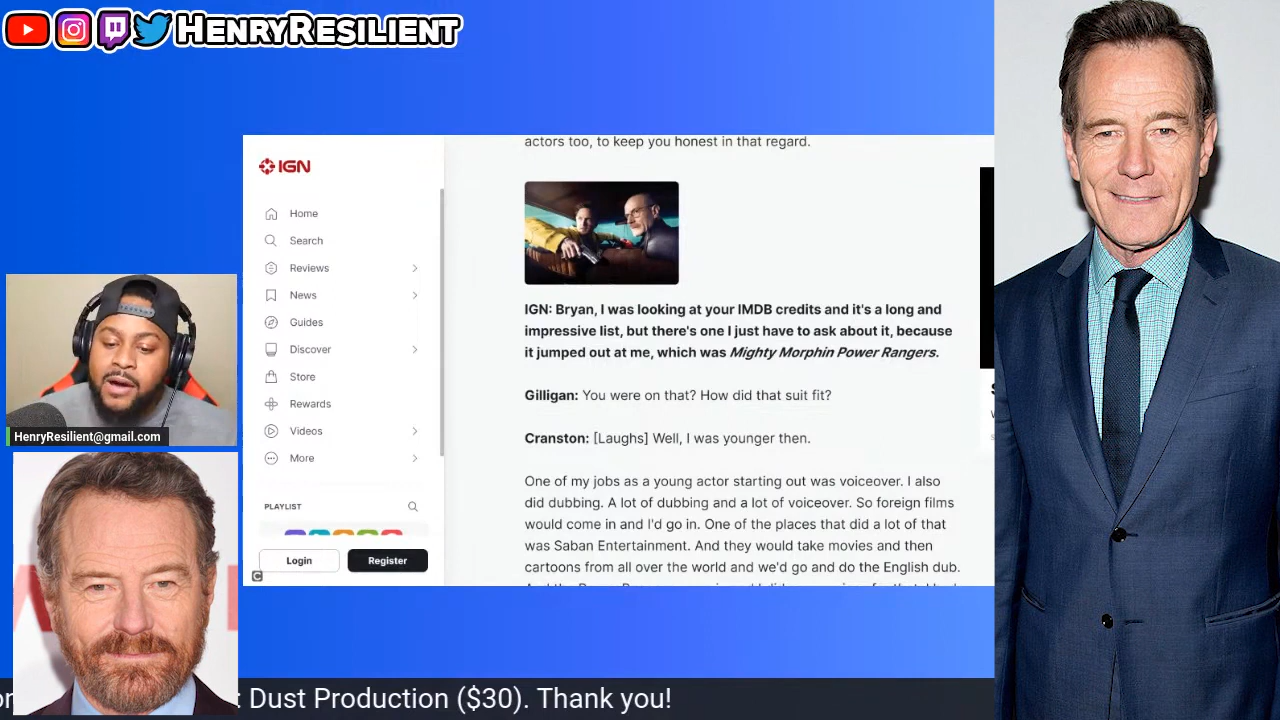 HenryResilient
actors too, to keep you honest in that regard.
IGN
Home
Search
Reviews
News
Guides
Discover
Store
Rewards
Videos
More
PLAYLIST
Login
Register
IGN: Bryan, I was looking at your IMDB credits and it's a long and
impressive list, but there's one I just have to ask about it, because
it jumped out at me, which was Mighty Morphin Power Rangers.
Gilligan: You were on that? How did that suit fit?
Cranston: [Laughs] Well, I was younger then.
One of my jobs as a young actor starting out was voiceover. I also
did dubbing. A lot of dubbing and a lot of voiceover. So foreign films
would come in and I'd go in. One of the places that did a lot of that
was Saban Entertainment. And they would take movies and then
cartoons from all over the world and we'd go and do the English dub.
HenryResilient@gmail.com
: Dust Production ($30). Thank you!